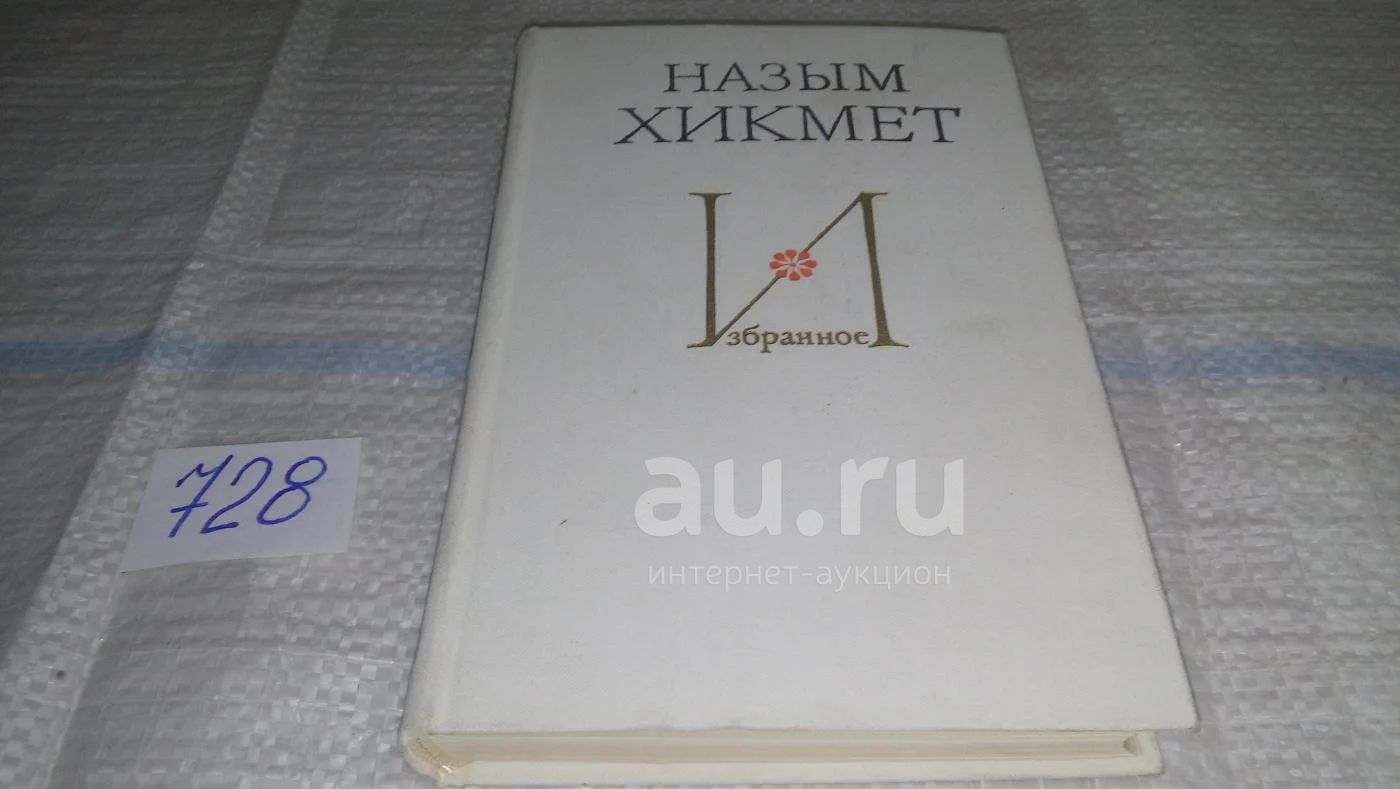 НАЗЫМ
ХИКМЕТ
Избранное
728
au.ru
интернет-аукцион